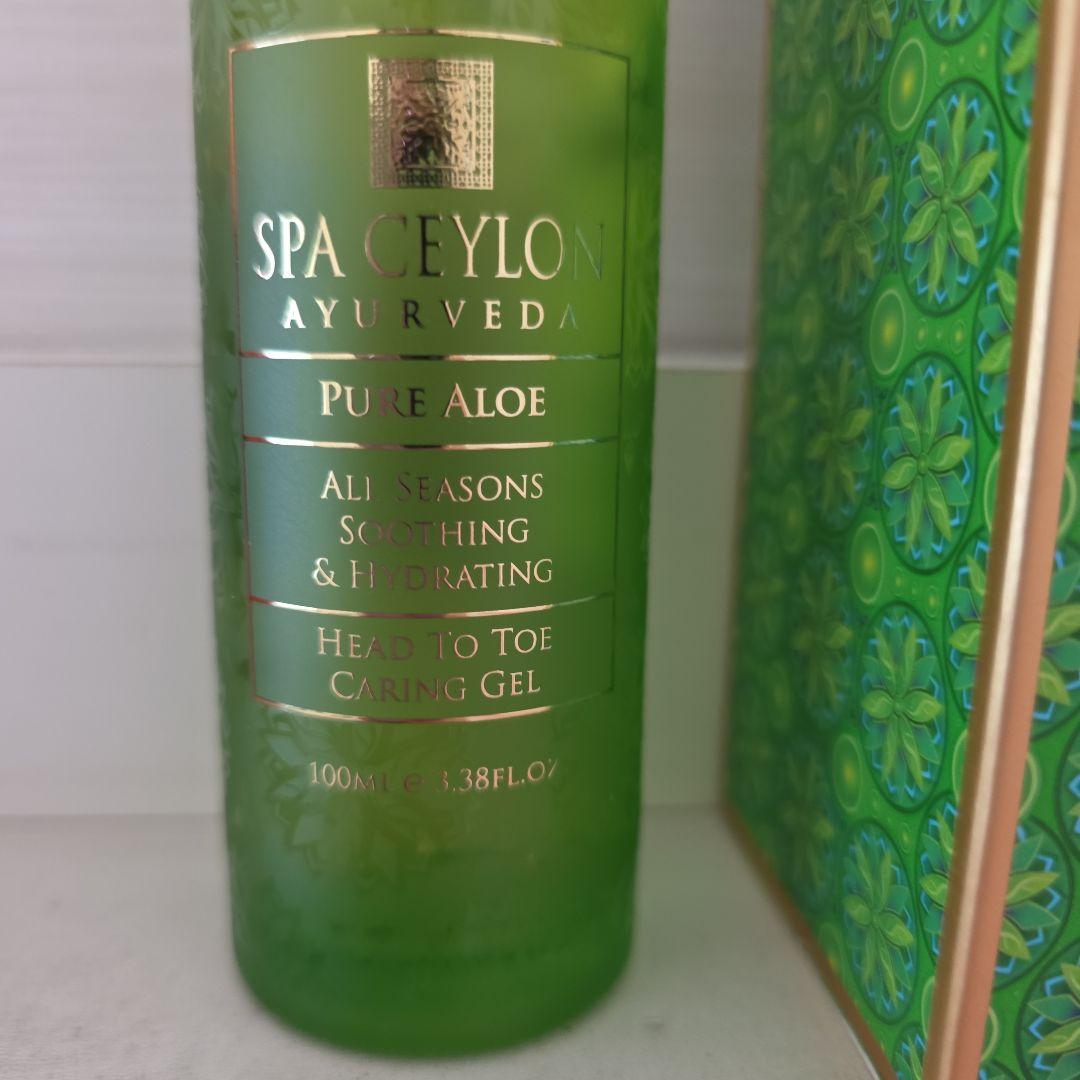 SPA CEYLON
AYURVEDA
PURE ALOE
ALL SEASONS
SOOTHING
& HYDRATING
HEAD TO TOE
CARING GEL
100ML e 3.38FL.OZ